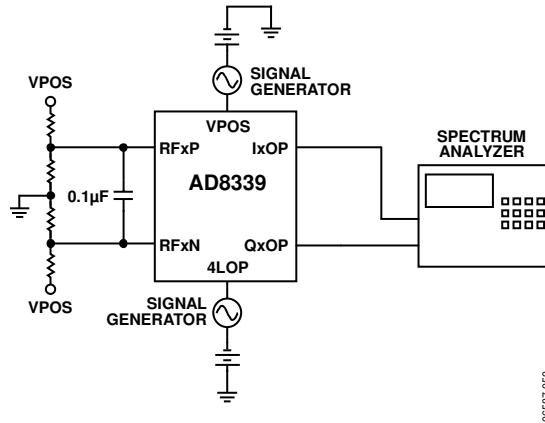 SIGNAL
GENERATOR
VPOS
VPOS
RFxP
IxOP
SPECTRUM
ANALYZER
AD8339
0.1µF
RFxN
QxOP
4LOP
VPOS
SIGNAL
GENERATOR